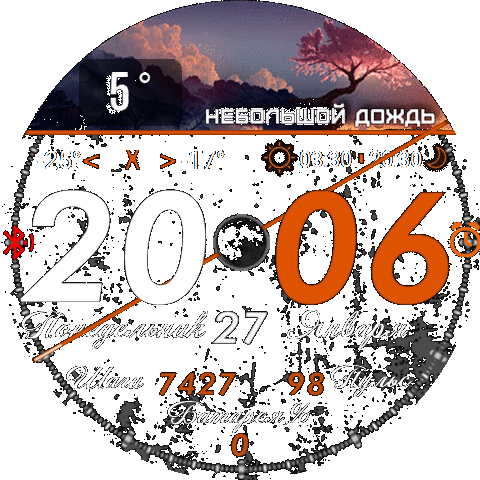 5°
НЕБОЛЬШОЙ ДОЖДЬ
25° < X > 17° 08:30 20:30
20 06
Понедельник 27 Января
Шаги 7427 98 Пульс
Батарея %
0